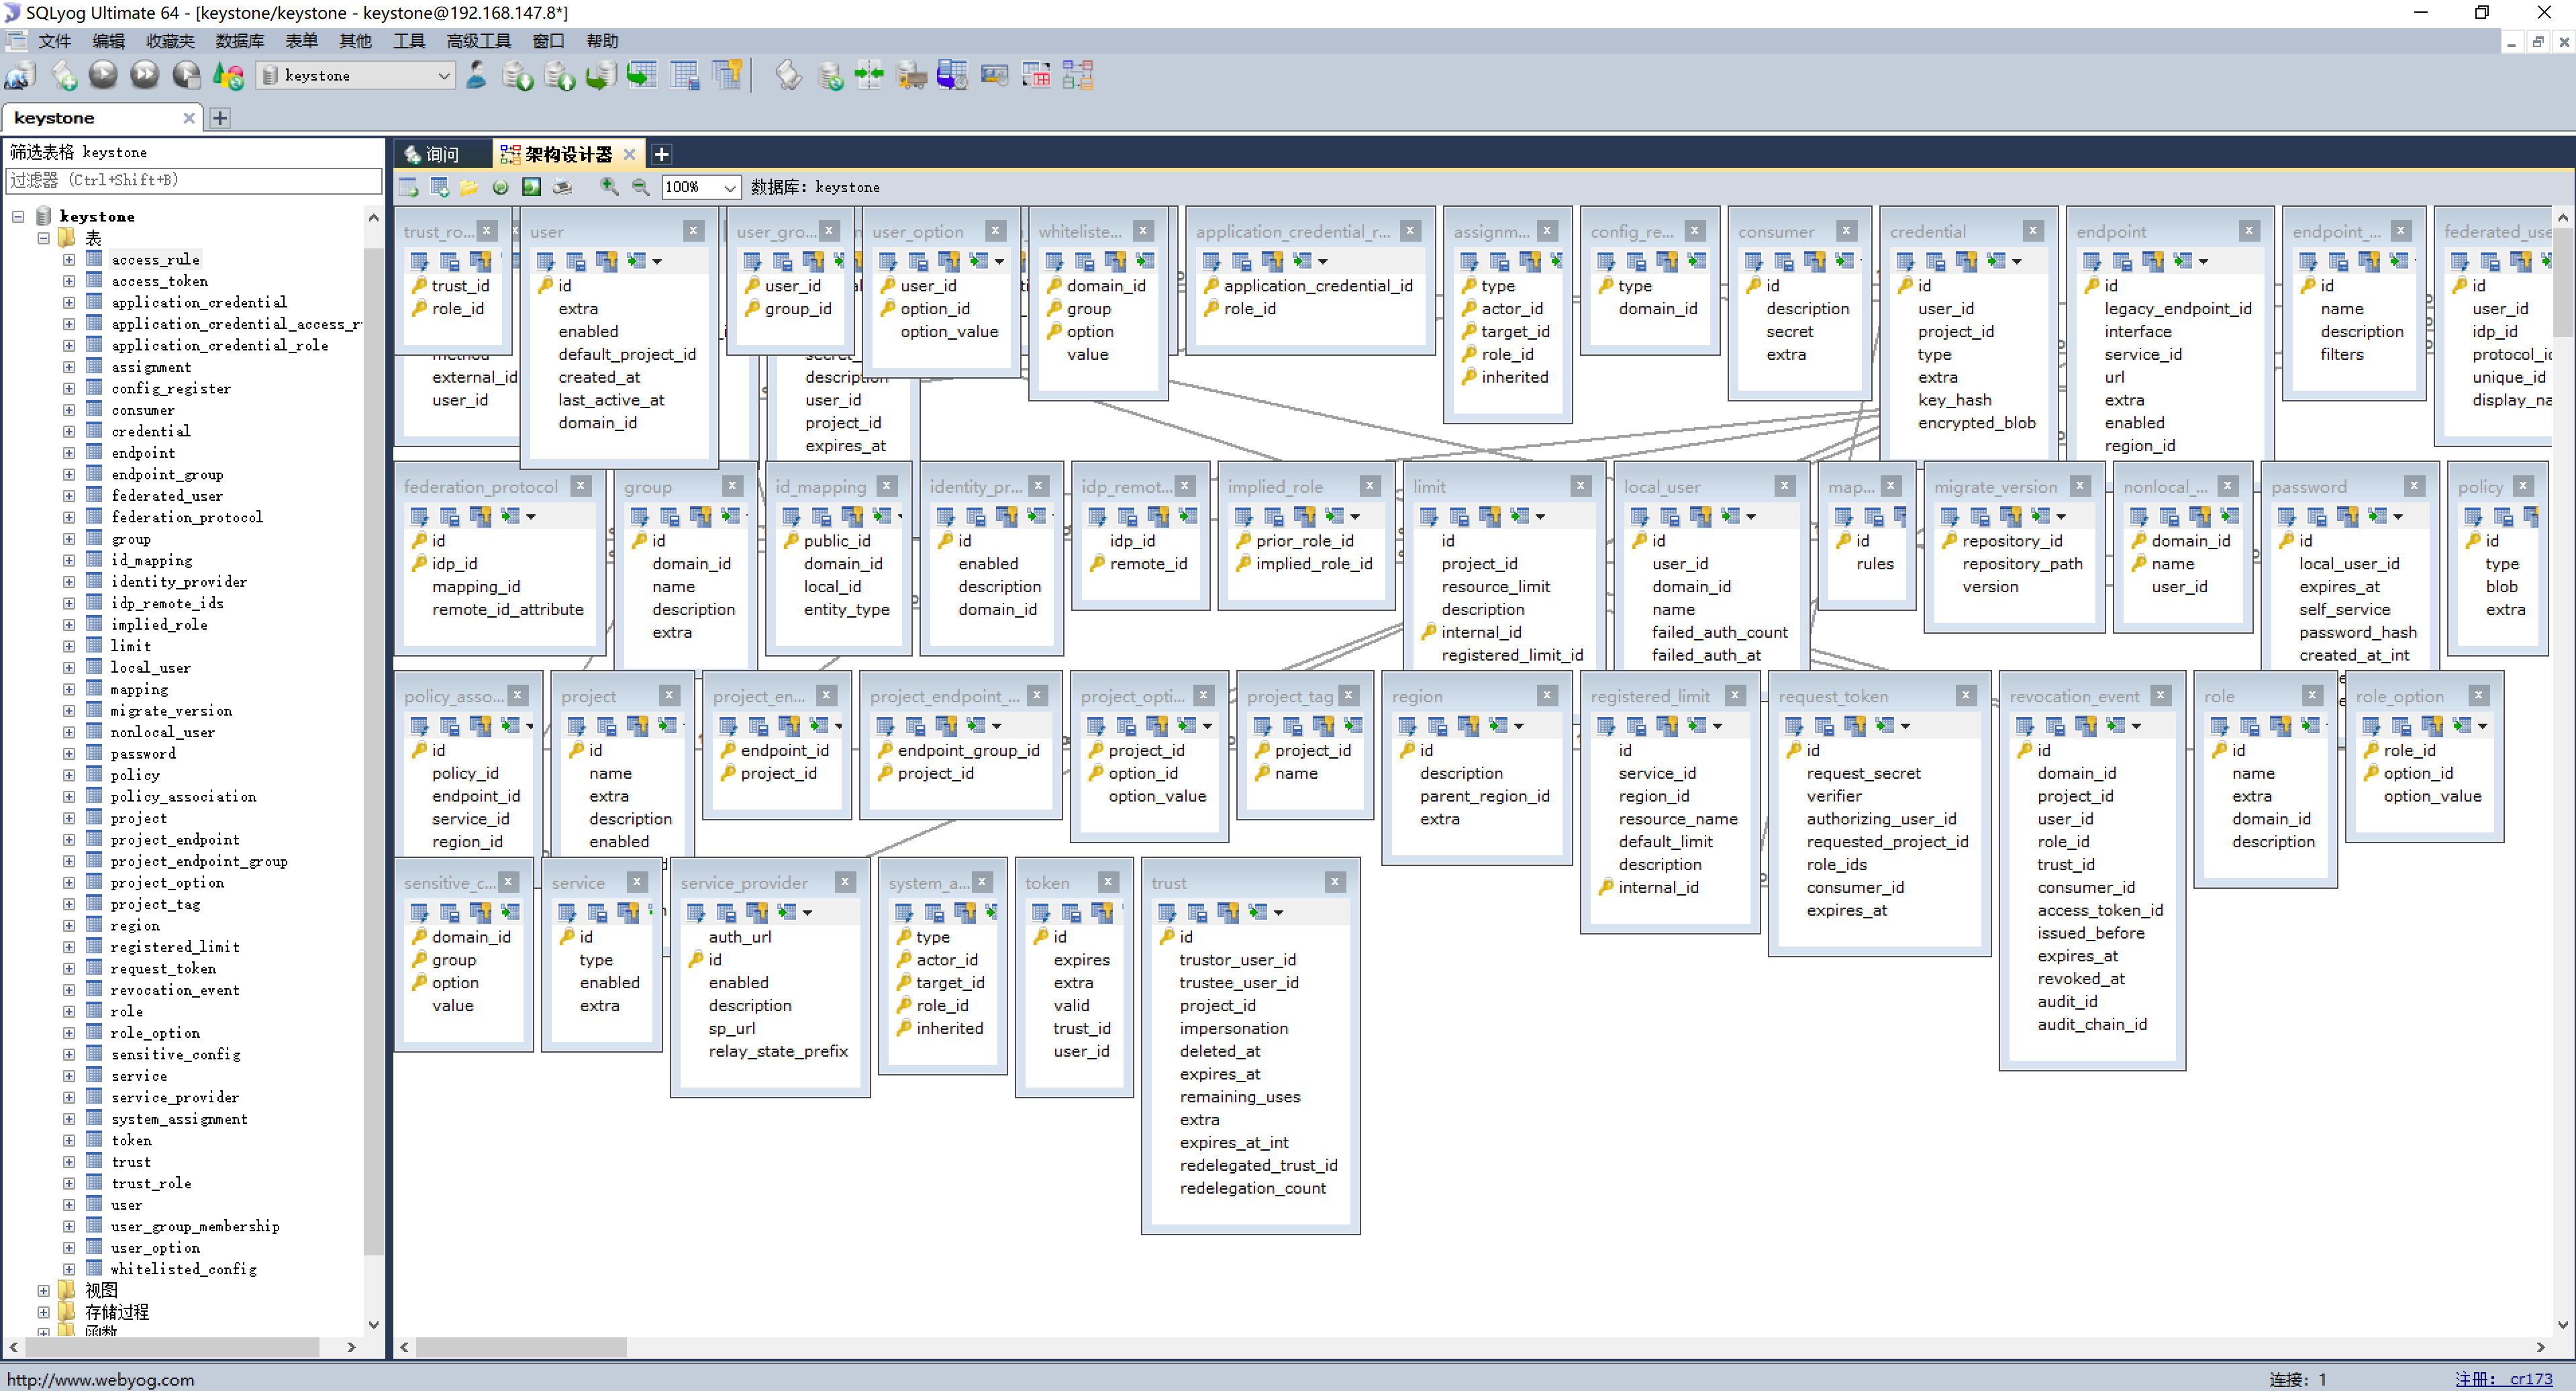 SQLyog Ultimate 64 - [keystone/keystone - keystone@192.168.147.8*]
文件 编辑 收藏夹 数据库 表单 其他 工具 高级工具 窗口 帮助
keystone
keystone
筛选表格 keystone
过滤器 (Ctrl+Shift+B)
keystone
表
access_rule
access_token
application_credential
application_credential_access_r
application_credential_role
assignment
config_register
consumer
credential
endpoint
endpoint_group
federated_user
federation_protocol
group
id_mapping
identity_provider
idp_remote_ids
implied_role
limit
local_user
mapping
migrate_version
nonlocal_user
password
policy
policy_association
project
project_endpoint
project_endpoint_group
project_option
project_tag
region
registered_limit
request_token
revocation_event
role
role_option
sensitive_config
service
service_provider
system_assignment
token
trust
trust_role
user
user_group_membership
user_option
whitelisted_config
视图
存储过程
函数
询问
架构设计器
100%
数据库: keystone
trust_ro...
trust_id
role_id
method
external_id
user_id
user
id
extra
enabled
default_project_id
created_at
last_active_at
domain_id
user_gro...
user_id
group_id
description
user_id
project_id
expires_at
user_option
user_id
option_id
option_value
whiteliste...
domain_id
group
option
value
application_credential_r...
application_credential_id
role_id
assignm...
type
actor_id
target_id
role_id
inherited
config_re...
type
domain_id
consumer
id
description
secret
extra
credential
id
user_id
project_id
type
extra
key_hash
encrypted_blob
endpoint
id
legacy_endpoint_id
interface
service_id
url
extra
enabled
region_id
endpoint_...
id
name
description
filters
federated_use
id
user_id
idp_id
protocol_id
unique_id
display_na
federation_protocol
id
idp_id
mapping_id
remote_id_attribute
group
id
domain_id
name
description
extra
id_mapping
public_id
domain_id
local_id
entity_type
identity_pr...
id
enabled
description
domain_id
idp_remot...
idp_id
remote_id
implied_role
prior_role_id
implied_role_id
limit
id
project_id
resource_limit
description
internal_id
registered_limit_id
local_user
id
user_id
domain_id
name
failed_auth_count
failed_auth_at
map...
id
rules
migrate_version
repository_id
repository_path
version
nonlocal_...
domain_id
name
user_id
password
id
local_user_id
expires_at
self_service
password_hash
created_at_int
policy
id
type
blob
extra
policy_asso...
id
policy_id
endpoint_id
service_id
region_id
project
id
name
extra
description
enabled
project_en...
endpoint_id
project_id
project_endpoint_...
endpoint_group_id
project_id
project_opti...
project_id
option_id
option_value
project_tag
project_id
name
region
id
description
parent_region_id
extra
registered_limit
id
service_id
region_id
resource_name
default_limit
description
internal_id
request_token
id
request_secret
verifier
authorizing_user_id
requested_project_id
role_ids
consumer_id
expires_at
revocation_event
id
domain_id
project_id
user_id
role_id
trust_id
consumer_id
access_token_id
issued_before
expires_at
revoked_at
audit_id
audit_chain_id
role
id
name
extra
domain_id
description
role_option
role_id
option_id
option_value
sensitive_c...
domain_id
group
option
value
service
id
type
enabled
extra
service_provider
auth_url
id
enabled
description
sp_url
relay_state_prefix
system_a...
type
actor_id
target_id
role_id
inherited
token
id
expires
extra
valid
trust_id
user_id
trust
id
trustor_user_id
trustee_user_id
project_id
impersonation
deleted_at
expires_at
remaining_uses
extra
expires_at_int
redelegated_trust_id
redelegation_count
http://www.webyog.com
连接: 1
注册: cr173